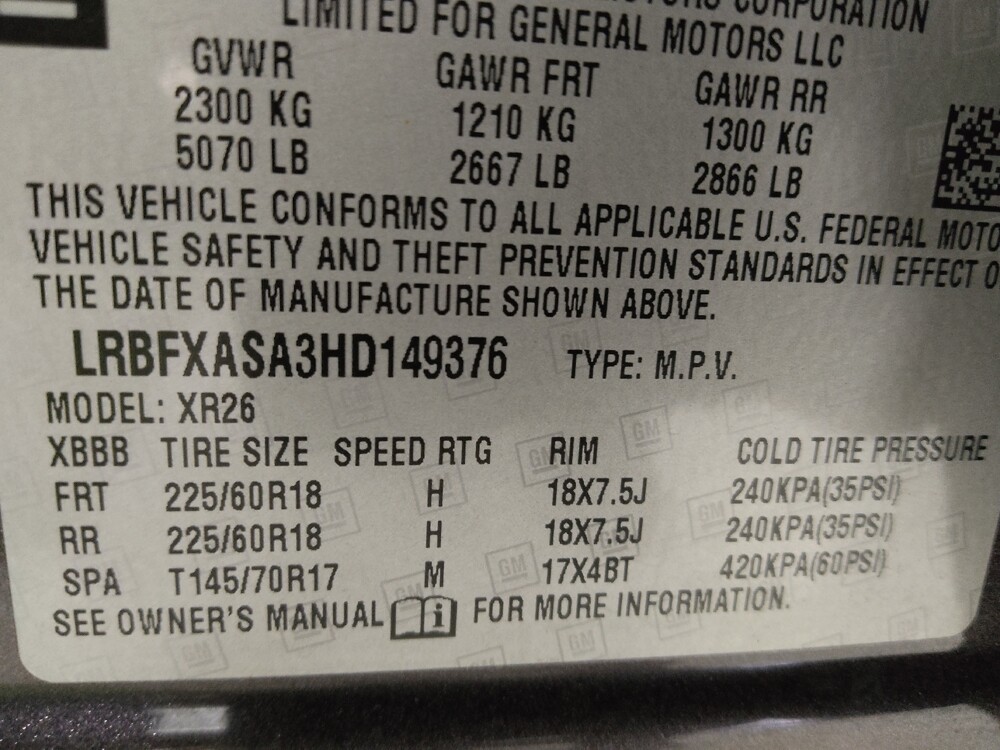 CORPORATION
LIMITED FOR GENERAL MOTORS LLC
GVWR GAWR FRT GAWR RR
2300 KG 1210 KG 1300 KG
5070 LB 2667 LB 2866 LB
THIS VEHICLE CONFORMS TO ALL APPLICABLE U.S. FEDERAL MOTO
VEHICLE SAFETY AND THEFT PREVENTION STANDARDS IN EFFECT O
THE DATE OF MANUFACTURE SHOWN ABOVE.
LRBFXASA3HD149376 TYPE: M.P.V.
MODEL: XR26
XBBB TIRE SIZE SPEED RTG RIM COLD TIRE PRESSURE
FRT 225/60R18 H 18X7.5J 240KPA(35PSI)
RR 225/60R18 H 18X7.5J 240KPA(35PSI)
SPA T145/70R17 M 17X4BT 420KPA(60PSI)
SEE OWNER'S MANUAL i FOR MORE INFORMATION.